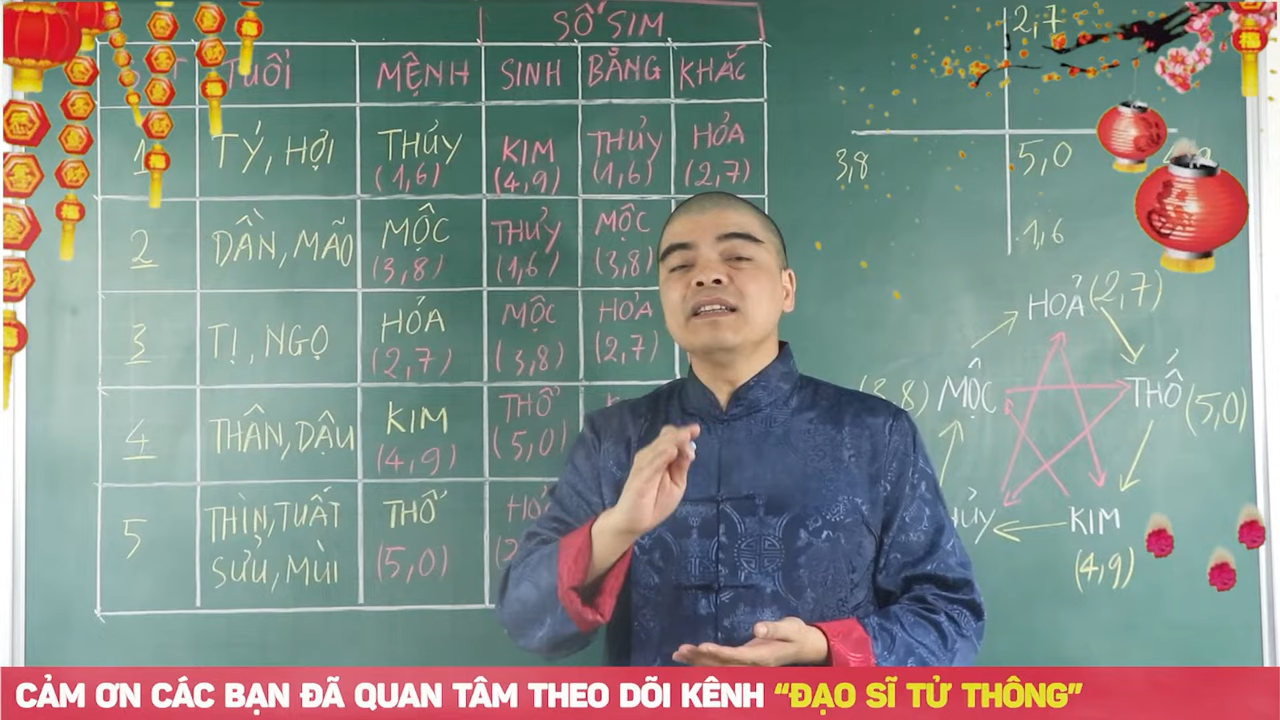 SỐ SIM
TUỔI MỆNH SINH BẰNG KHẮC
1 TÝ, HỢI THỦY (1,6) KIM (4,9) THỦY (1,6) HỎA (2,7)
2 DẦN, MÃO MỘC (3,8) THỦY (1,6) MỘC (3,8)
3 TỊ, NGỌ HỎA (2,7) MỘC (3,8) HỎA (2,7)
4 THÂN, DẬU KIM (4,9) THỔ (5,0)
5 THÌN, TUẤT SỬU, MÙI THỔ (5,0)
2,7
3,8 5,0
1,6
HOẢ (2,7)
MỘC
THỔ (5,0)
KIM
(4,9)
CẢM ƠN CÁC BẠN ĐÃ QUAN TÂM THEO DÕI KÊNH “ĐẠO SĨ TỬ THÔNG”